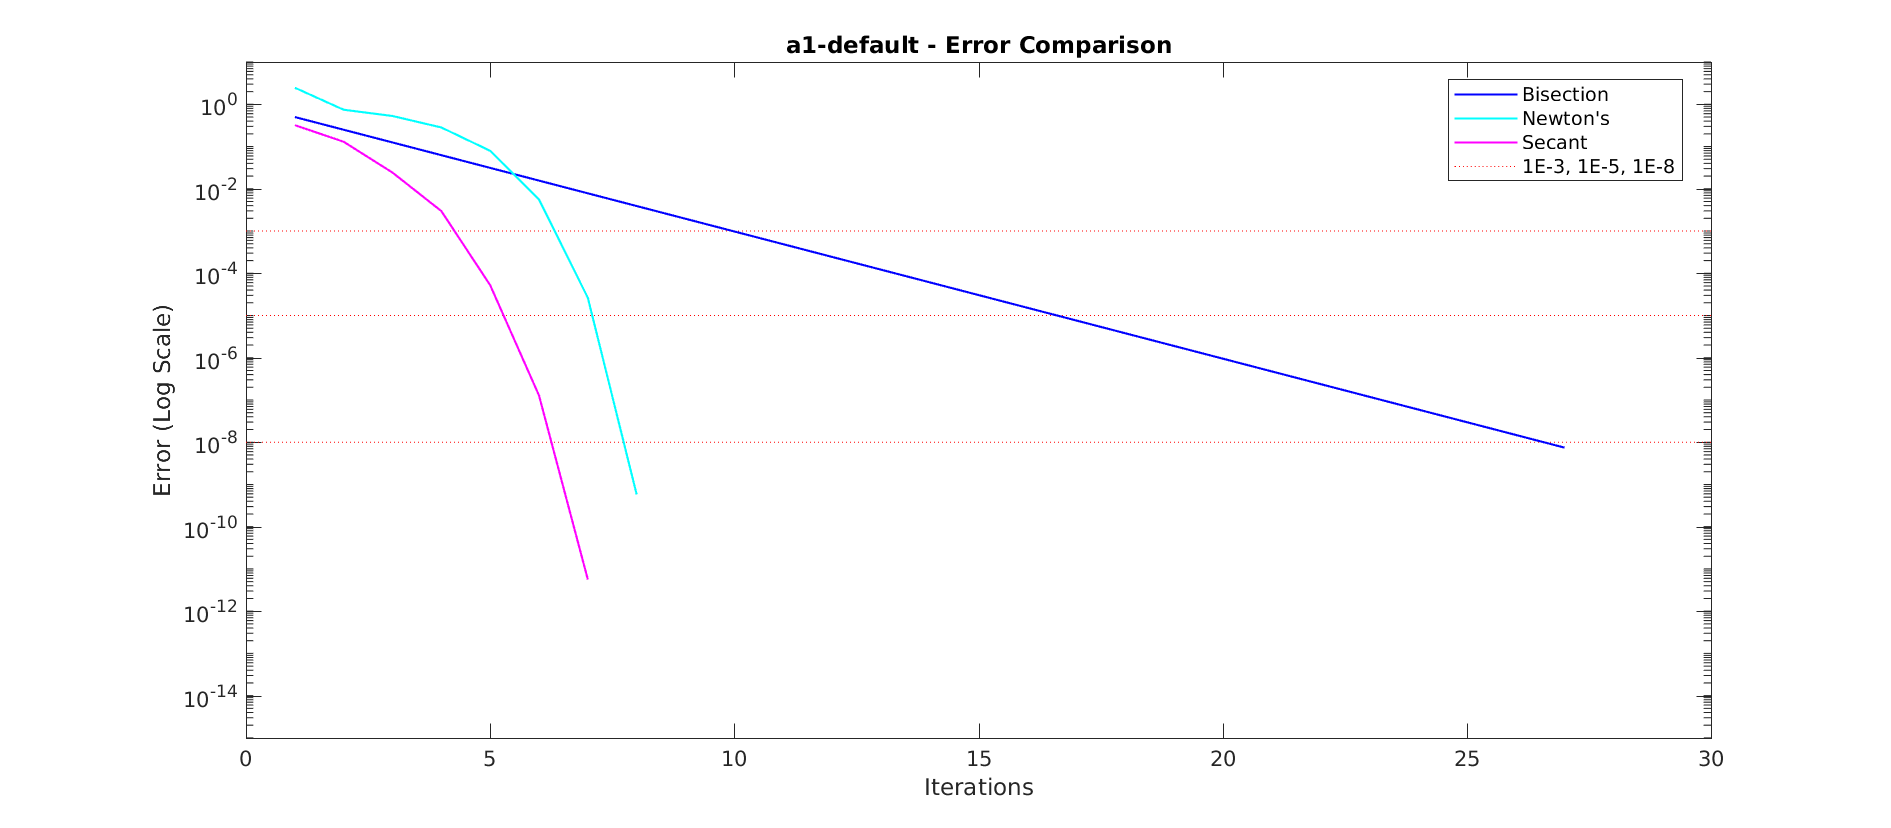 a1-default - Error Comparison
Bisection
Newton's
Secant
1E-3, 1E-5, 1E-8
10^0
10^-2
10^-4
10^-6
10^-8
10^-10
10^-12
10^-14
Error (Log Scale)
0 5 10 15 20 25 30
Iterations